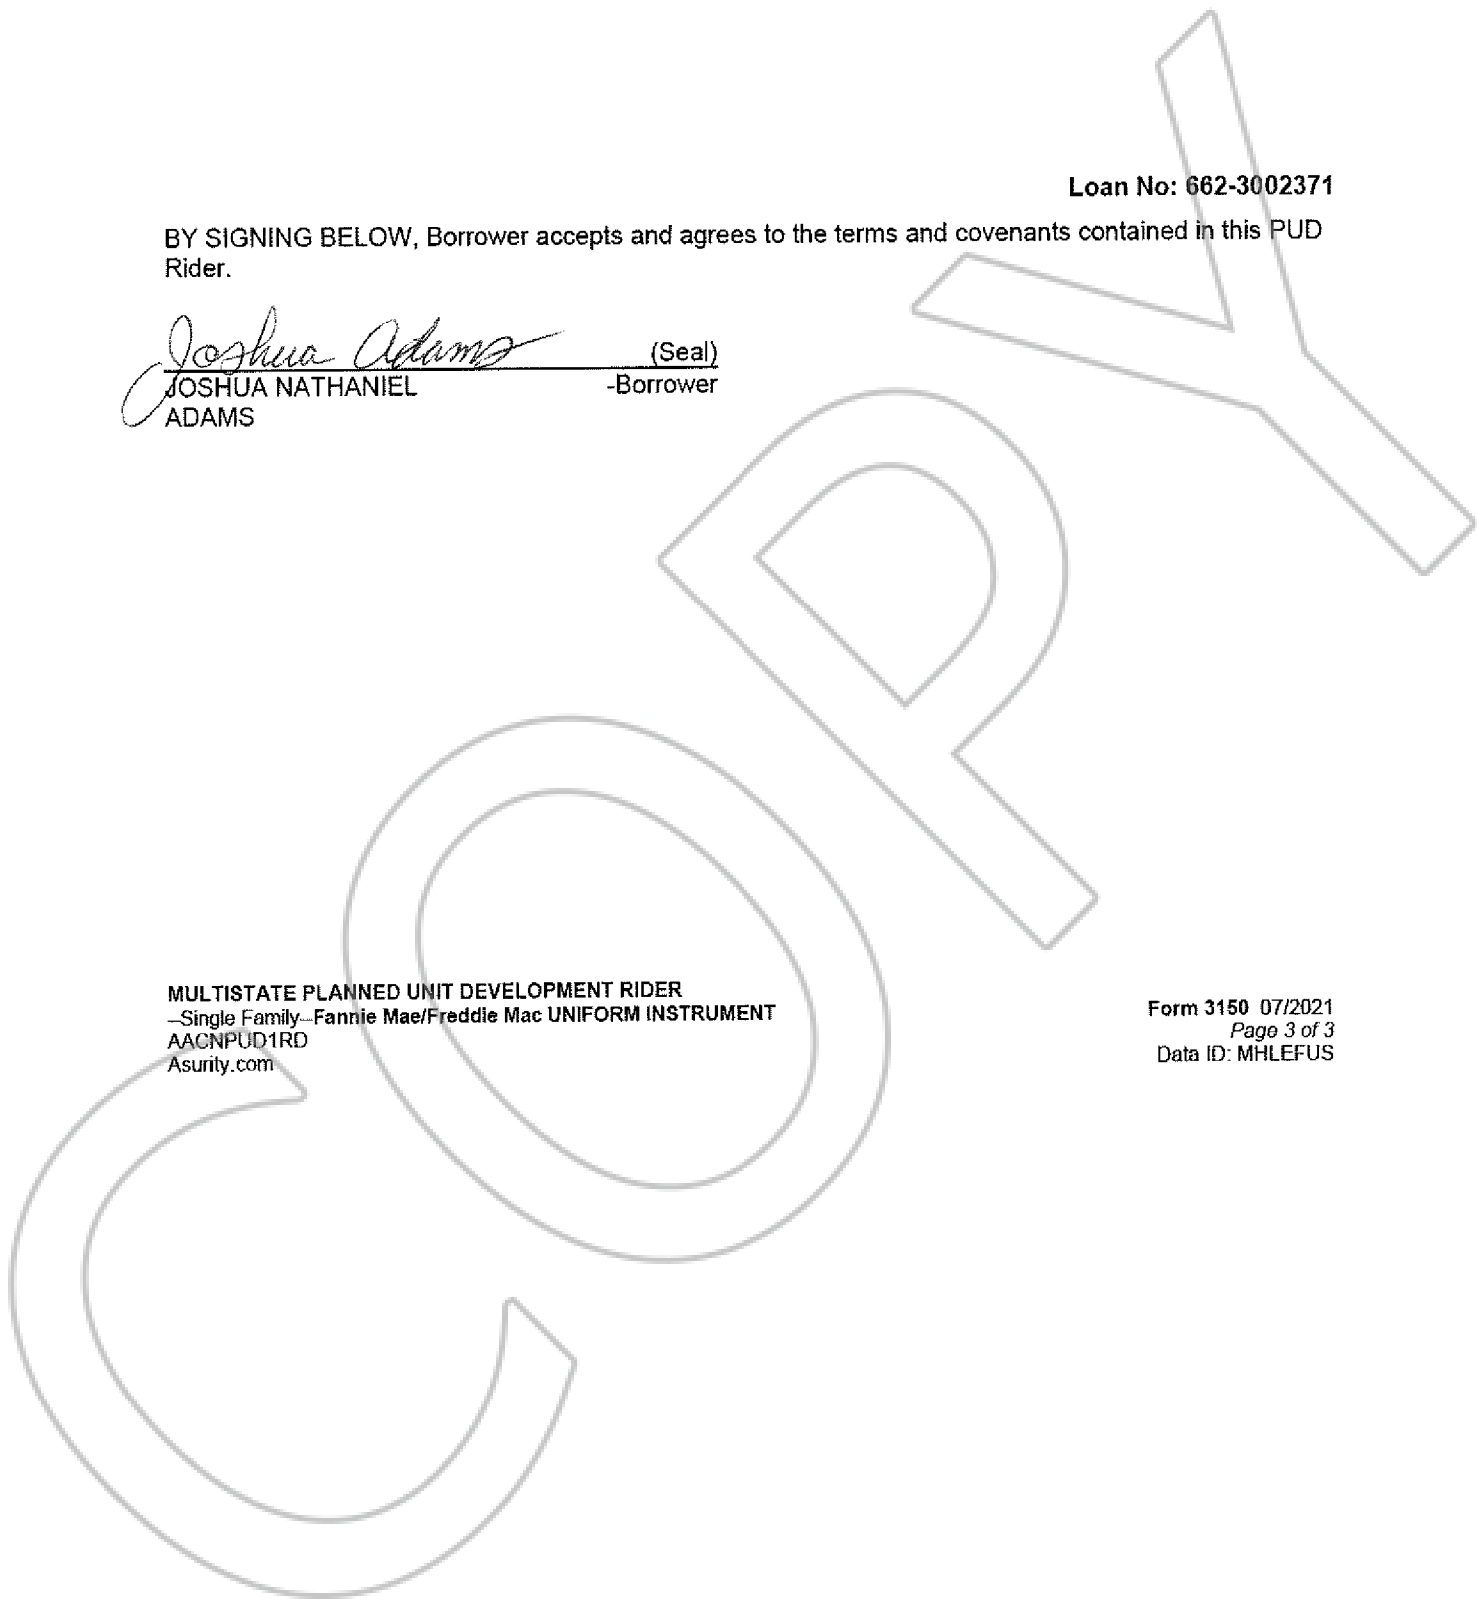 Loan No: 662-3002371
BY SIGNING BELOW, Borrower accepts and agrees to the terms and covenants contained in this PUD
Rider.
Joshua Adams (Seal)
JOSHUA NATHANIEL -Borrower
ADAMS
MULTISTATE PLANNED UNIT DEVELOPMENT RIDER
–Single Family–Fannie Mae/Freddie Mac UNIFORM INSTRUMENT
AACNPUD1RD
Asurity.com
Form 3150 07/2021
Page 3 of 3
Data ID: MHLEFUS
COPY